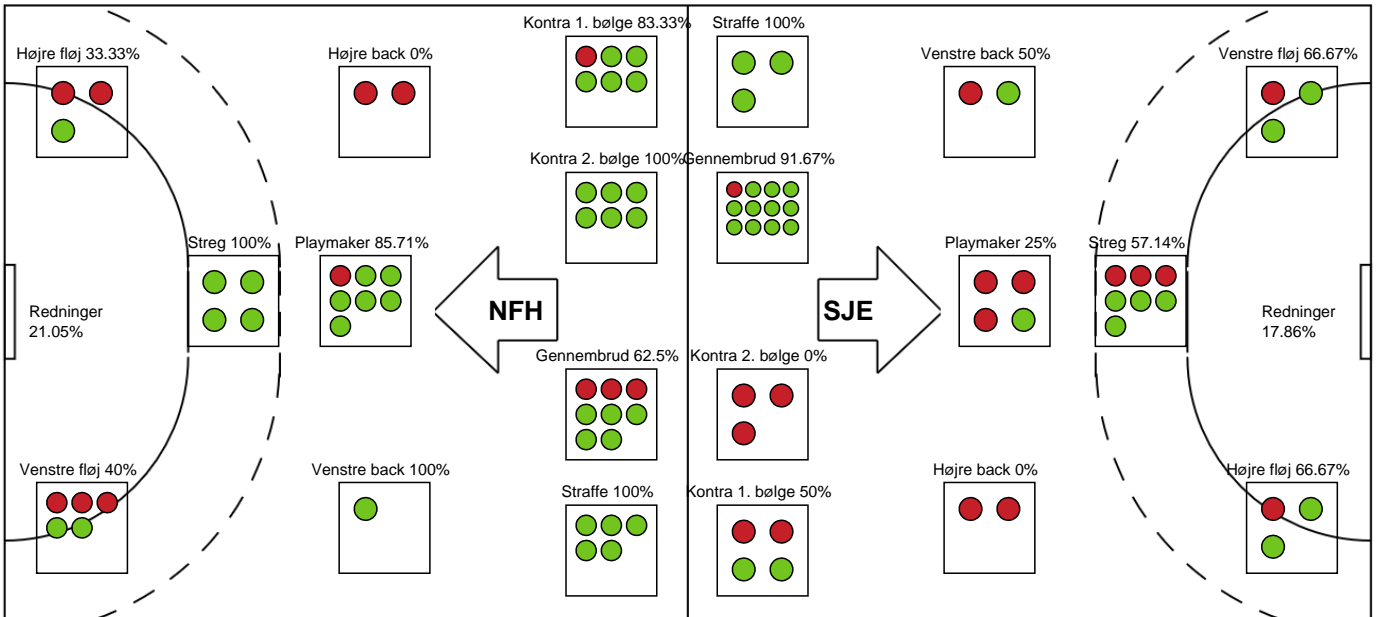 Kontra 1. bølge 83.33%
Straffe 100%
Højre fløj 33.33%
Højre back 0%
Venstre back 50%
Venstre fløj 66.67%
Kontra 2. bølge 100%
Gennembrud 91.67%
Streg 100%
Playmaker 85.71%
Playmaker 25%
Streg 57.14%
Redninger
21.05%
NFH
SJE
Redninger
17.86%
Gennembrud 62.5%
Kontra 2. bølge 0%
Venstre fløj 40%
Venstre back 100%
Højre back 0%
Højre fløj 66.67%
Straffe 100%
Kontra 1. bølge 50%